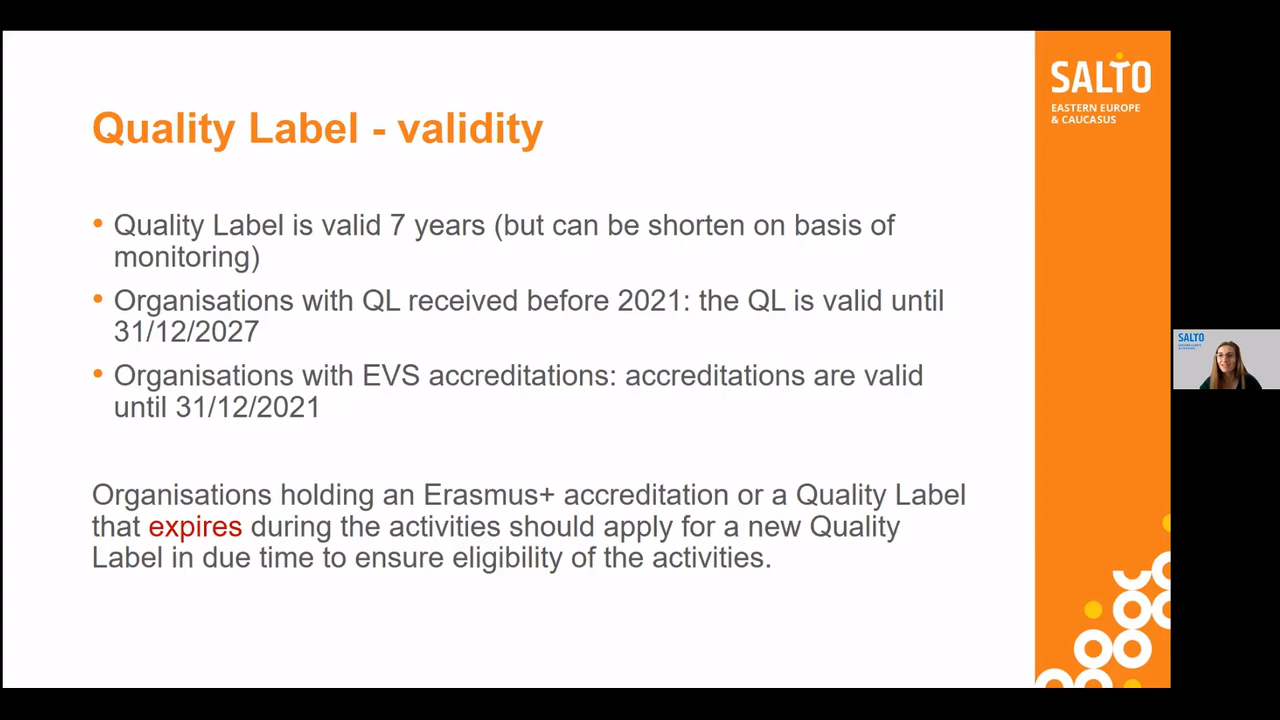 Quality Label - validity
• Quality Label is valid 7 years (but can be shorten on basis of
monitoring)
• Organisations with QL received before 2021: the QL is valid until
31/12/2027
• Organisations with EVS accreditations: accreditations are valid
until 31/12/2021
Organisations holding an Erasmus+ accreditation or a Quality Label
that expires during the activities should apply for a new Quality
Label in due time to ensure eligibility of the activities.
SALTO
EASTERN EUROPE
& CAUCASUS
SALTO